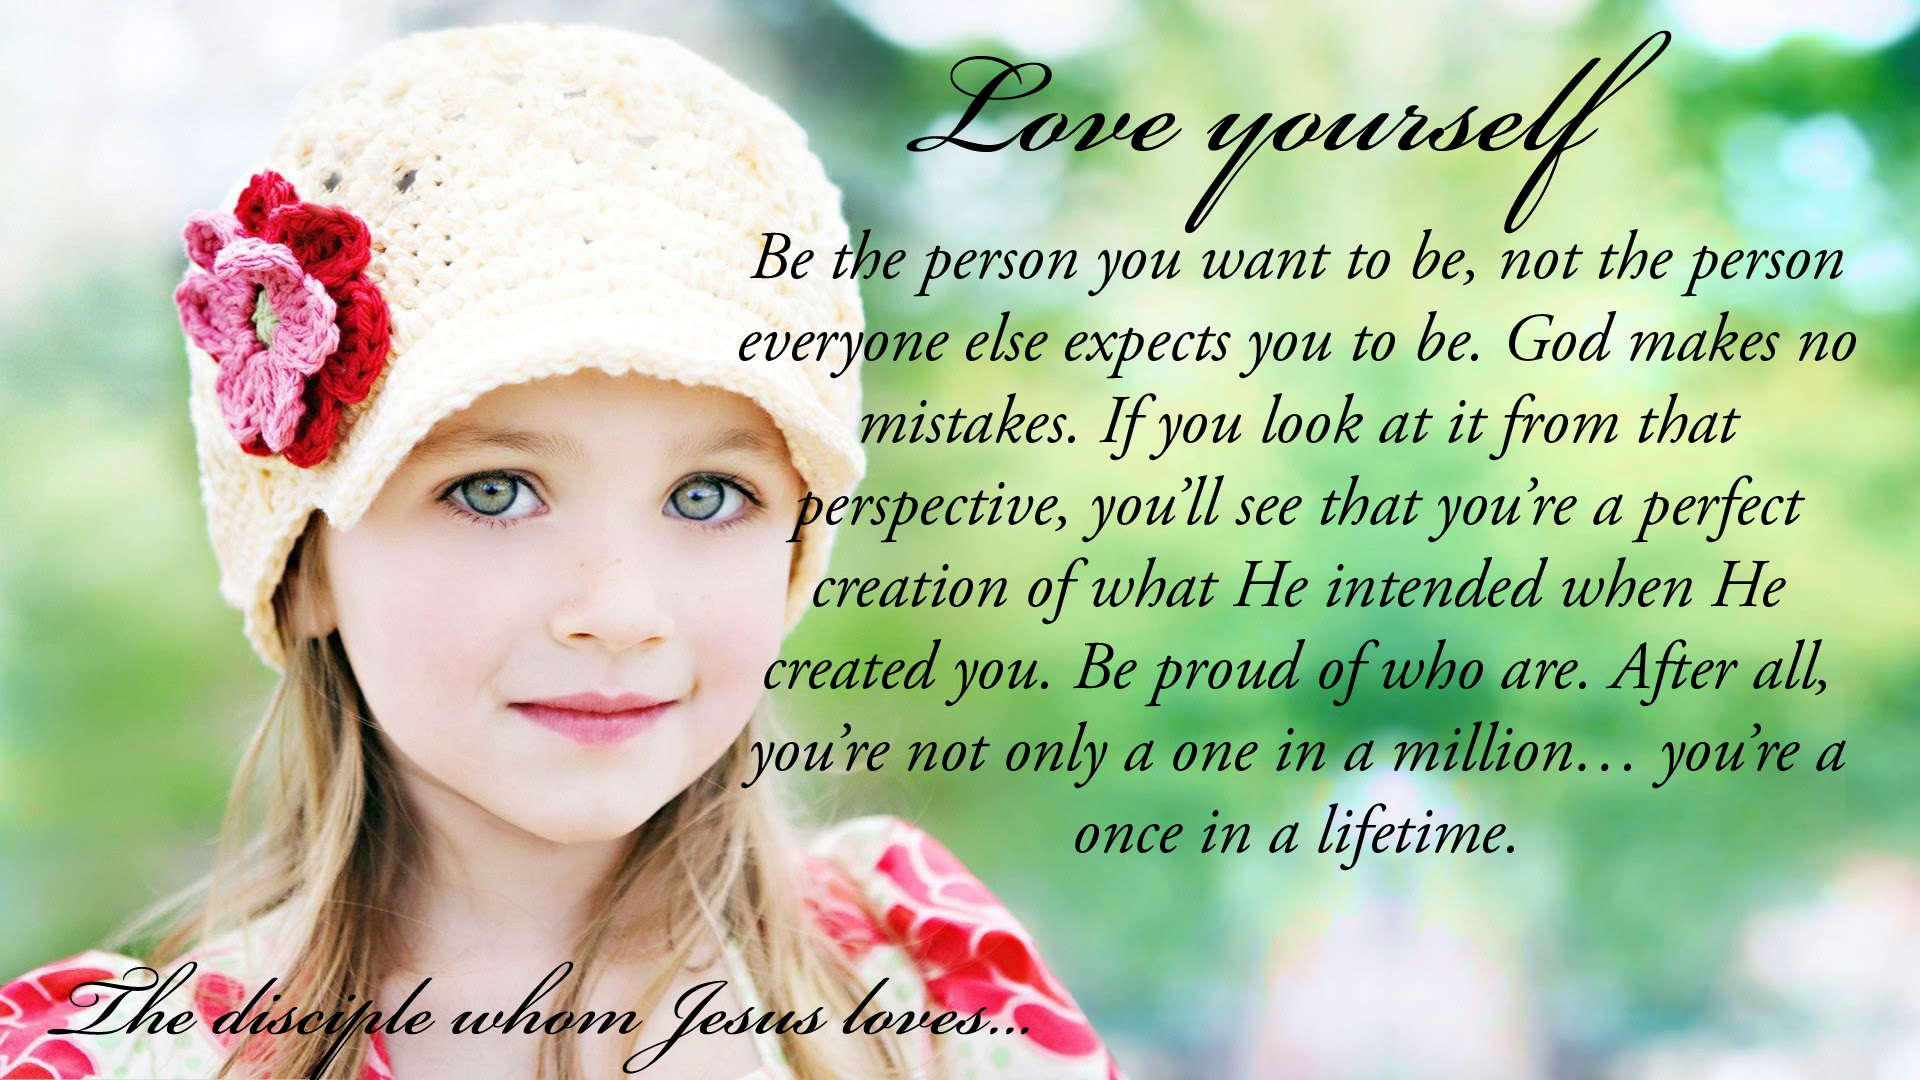 Love yourself
Be the person you want to be, not the person
everyone else expects you to be. God makes no
mistakes. If you look at it from that
perspective, you’ll see that you’re a perfect
creation of what He intended when He
created you. Be proud of who are. After all,
you’re not only a one in a million… you’re a
once in a lifetime.
The disciple whom Jesus loves...